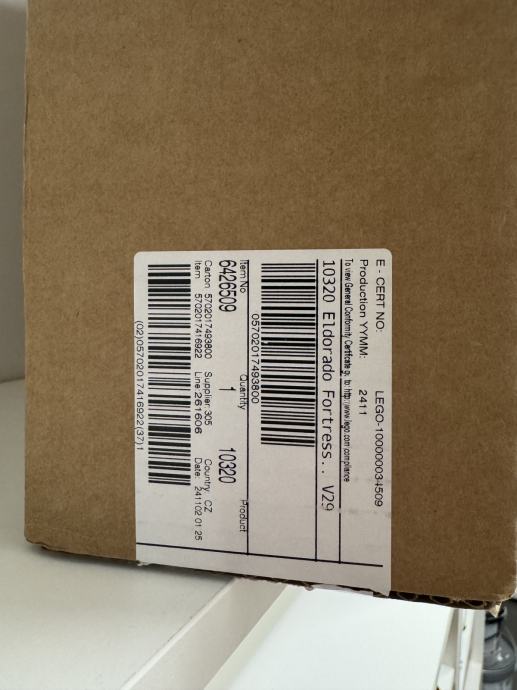 E - CERT NO: LEGO-100000034509
Production YYMM: 2411
To view General Conformity Certificate go to: http://www.lego.com/compliance
10320 Eldorado Fortress.. V29
05702017493800
Item No Quantity Product
6426509 1 10320
Carton 5702017493800 Supplier 305 Country CZ
Item 5702017416922 Line 261606 Date 241102 01 25
(02)05702017416922(37)1